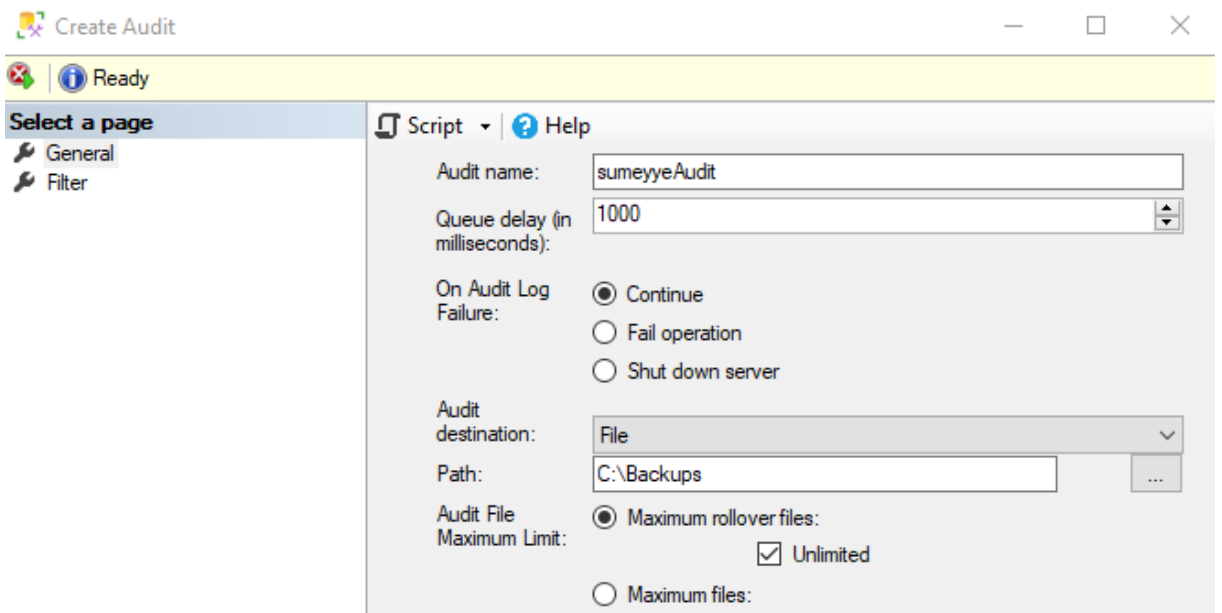 Create Audit
Ready
Select a page
General
Filter
Script
Help
Audit name:
sumeyyeAudit
Queue delay (in
milliseconds):
1000
On Audit Log
Failure:
Continue
Fail operation
Shut down server
Audit
destination:
File
Path:
C:\Backups
...
Audit File
Maximum Limit:
Maximum rollover files:
Unlimited
Maximum files: